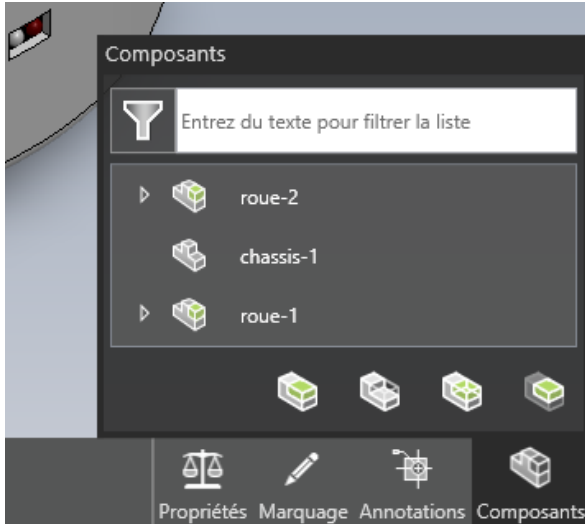 Composants
Entrez du texte pour filtrer la liste
roue-2
chassis-1
roue-1
Propriétés Marquage Annotations Composants